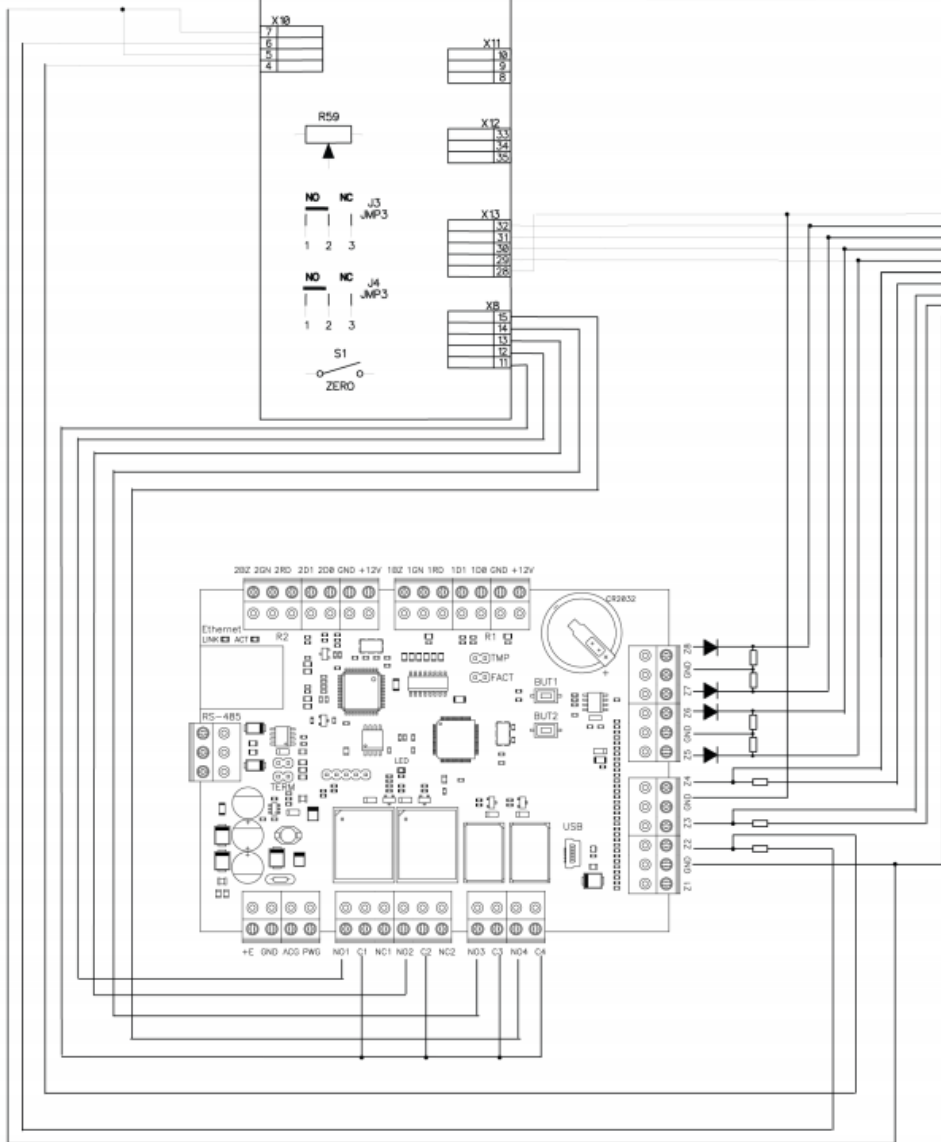 X10
7
6
5
4
X11
10
9
8
R59
X12
33
34
35
NO NC
J3
JMP3
1 2 3
X13
32
31
30
29
28
NO NC
J4
JMP3
1 2 3
X8
15
14
13
12
11
S1
ZERO
2BZ 2GN 2RD 2D1 2D0 GND +12V
1BZ 1GN 1RD 1D1 1D0 GND +12V
CR2032
R2
R1
Ethernet
LINK ACT
TMP
FACT
BUT1
BUT2
RS-485
LED
TERM
USB
Z8
GND
Z7
Z6
GND
Z5
Z4
GND
Z3
Z2
GND
Z1
+E GND ACG PWG
NO1 C1 NC1 NO2 C2 NC2
NO3 C3 NO4 C4